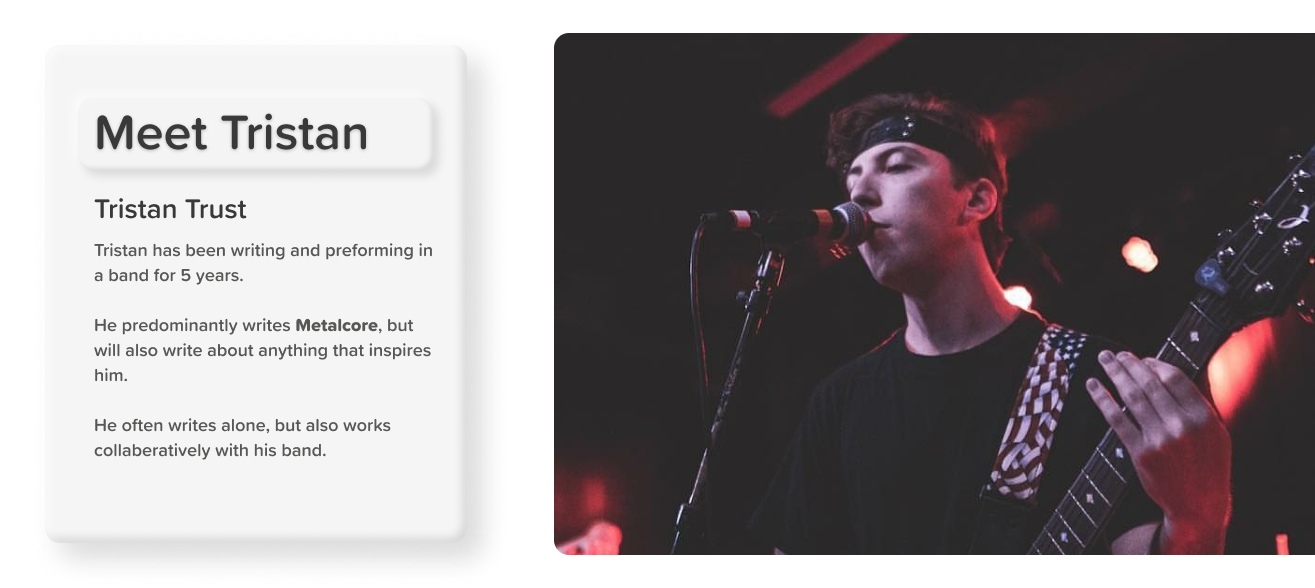 Meet Tristan
Tristan Trust
Tristan has been writing and preforming in
a band for 5 years.
He predominantly writes Metalcore, but
will also write about anything that inspires
him.
He often writes alone, but also works
collaberatively with his band.